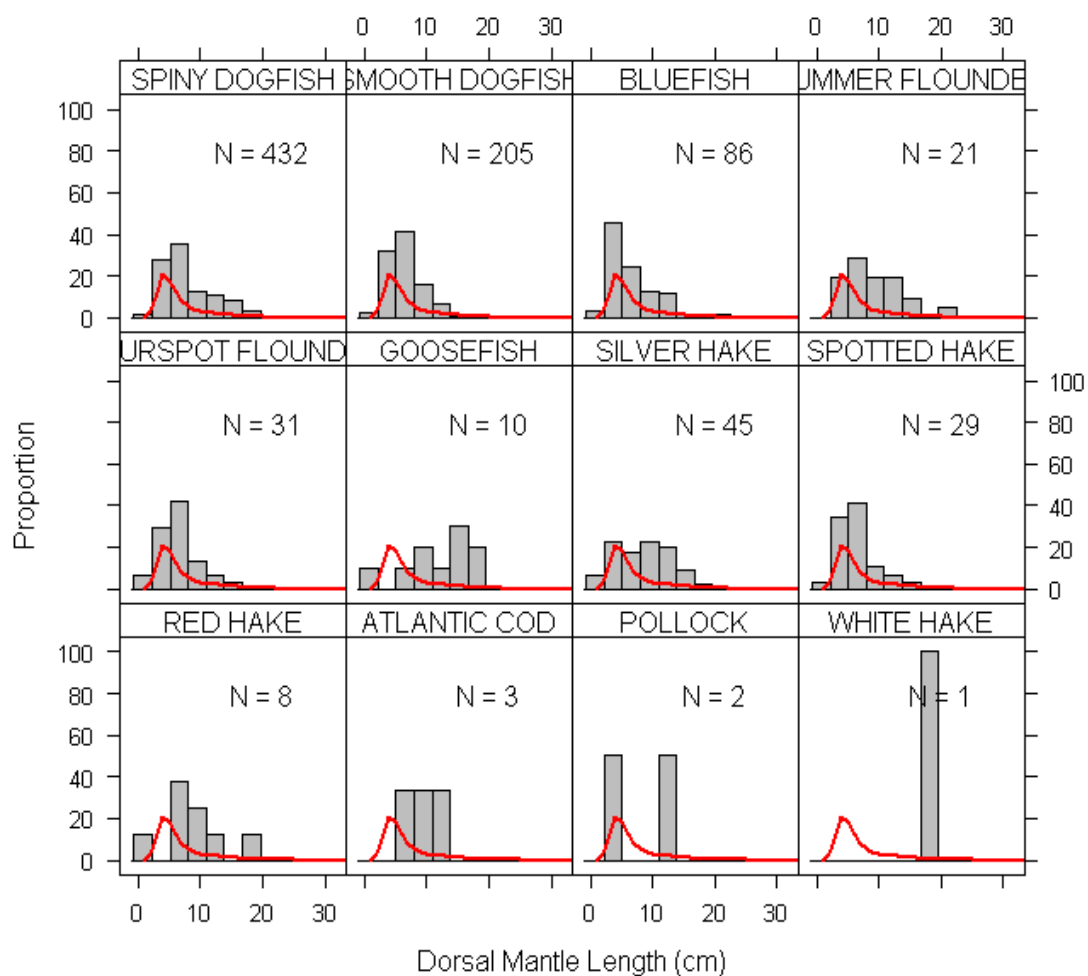 0 10 20 30 0 10 20 30
SPINY DOGFISH SMOOTH DOGFISH BLUEFISH UMMER FLOUNDE
100
80
60
40
20
0
N = 432 N = 205 N = 86 N = 21
URSPOT FLOUND GOOSEFISH SILVER HAKE SPOTTED HAKE
N = 31 N = 10 N = 45 N = 29
100
80
60
40
20
0
RED HAKE ATLANTIC COD POLLOCK WHITE HAKE
100
80
60
40
20
0
N = 8 N = 3 N = 2 N = 1
0 10 20 30 0 10 20 30
Proportion
Dorsal Mantle Length (cm)